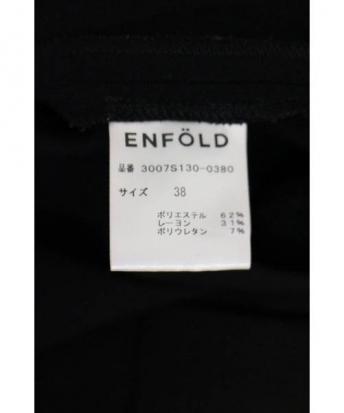 ENFÖLD
品番 3007S130-0380
サイズ 38
ポリエステル 62%
レーヨン 31%
ポリウレタン 7%